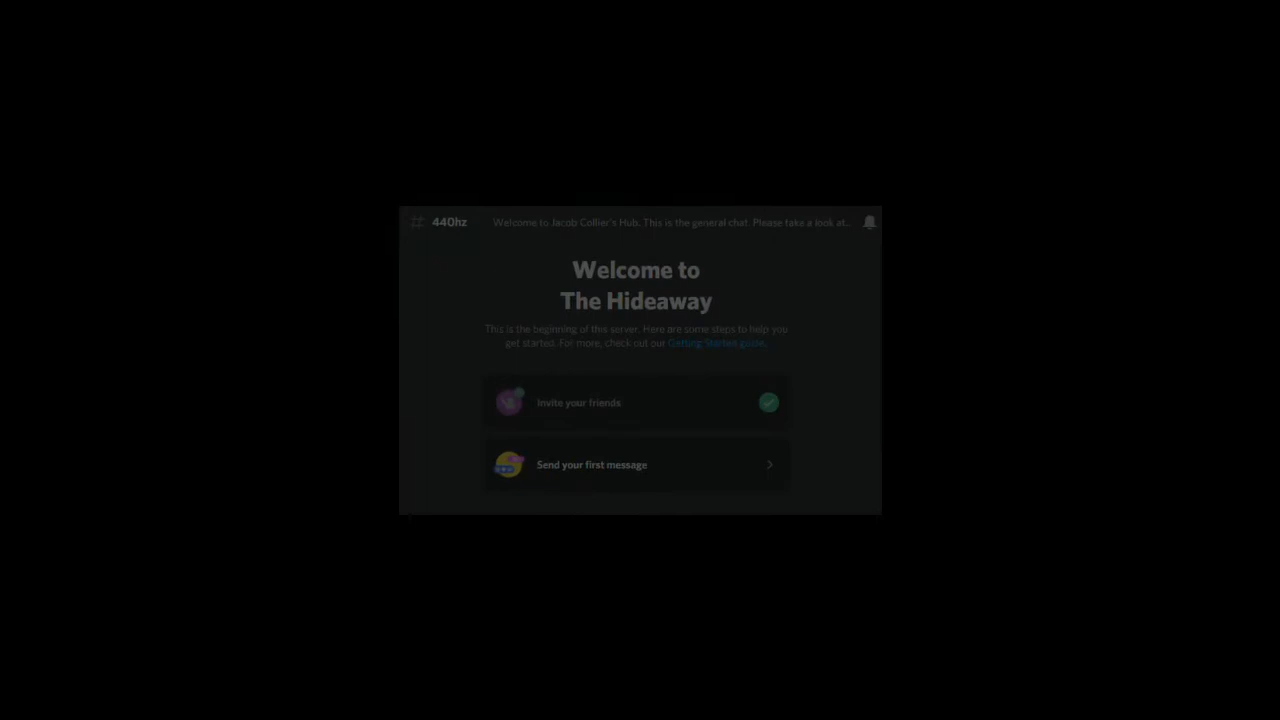 440hz Welcome to Jacob Collier's Hub. This is the general chat. Please take a look at...
Welcome to
The Hideaway
This is the beginning of this server. Here are some steps to help you
get started. For more, check out our Getting Started guide.
Invite your friends
Send your first message